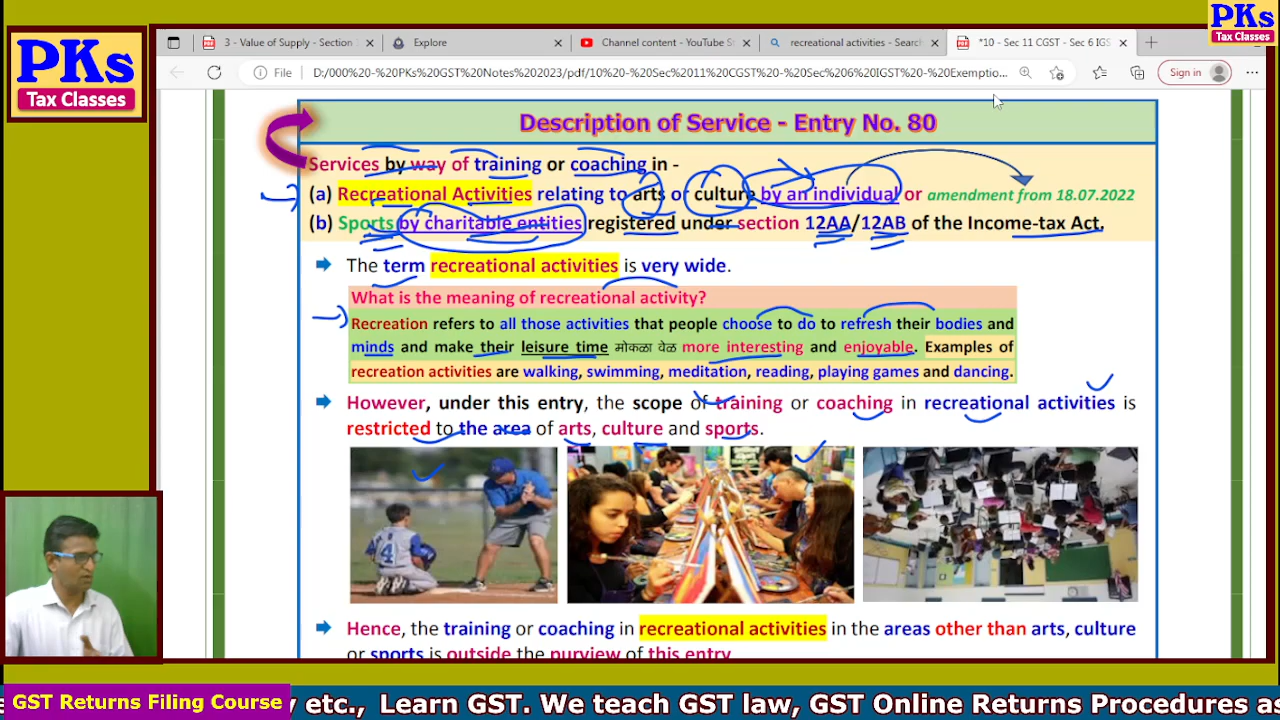 PKs
Tax Classes
PKs
Tax Classes
3 - Value of Supply - Section
Explore
Channel content - YouTube S
recreational activities - Search
*10 - Sec 11 CGST - Sec 6 IGS
File
D:/000%20-%20PKs%20GST%20Notes%202023/pdf/10%20-%20Sec%2011%20CGST%20-%20Sec%206%20IGST%20-%20Exemptio...
Sign in
Description of Service - Entry No. 80
Services by way of training or coaching in -
(a) Recreational Activities relating to arts or culture by an individual or amendment from 18.07.2022
(b) Sports by charitable entities registered under section 12AA/12AB of the Income-tax Act.
The term recreational activities is very wide.
What is the meaning of recreational activity?
Recreation refers to all those activities that people choose to do to refresh their bodies and
minds and make their leisure time मोकळा वेळ more interesting and enjoyable. Examples of
recreation activities are walking, swimming, meditation, reading, playing games and dancing.
However, under this entry, the scope of training or coaching in recreational activities is
restricted to the area of arts, culture and sports.
4
Hence, the training or coaching in recreational activities in the areas other than arts, culture
or sports is outside the purview of this entry.
GST Returns Filing Course
y etc., Learn GST. We teach GST law, GST Online Returns Procedures as